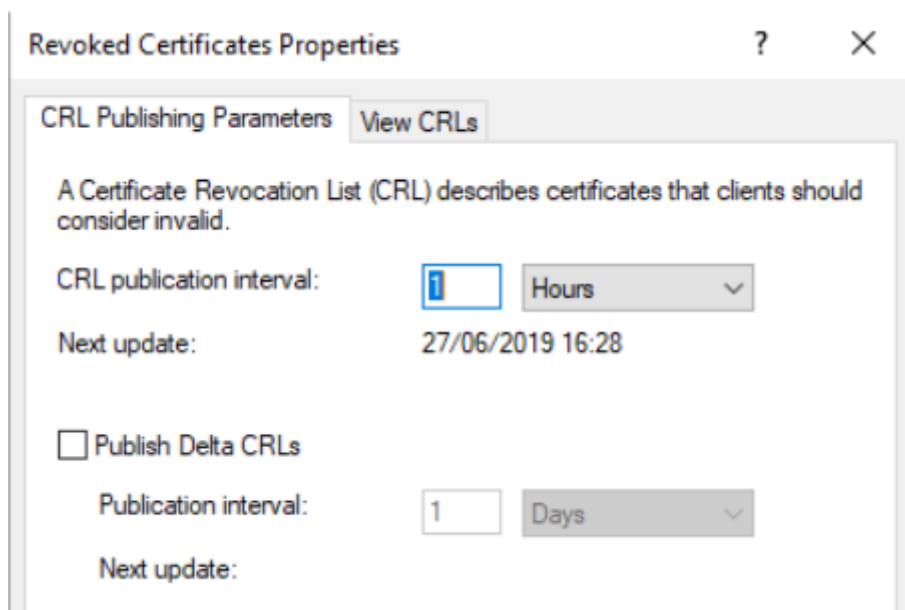 Revoked Certificates Properties ? ×
CRL Publishing Parameters View CRLs
A Certificate Revocation List (CRL) describes certificates that clients should
consider invalid.
CRL publication interval: 1 Hours
Next update: 27/06/2019 16:28
Publish Delta CRLs
Publication interval: 1 Days
Next update: